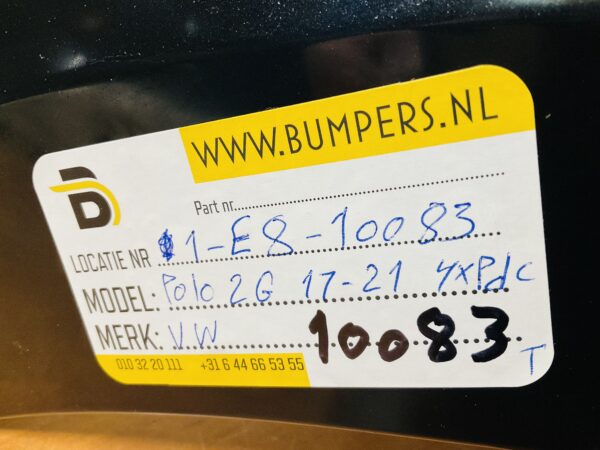 WWW.BUMPERS.NL
Part nr.
LOCATIE NR 1-E8-10083
MODEL: Polo 2G 17-21 4xPdc
MERK: VW 10083
010 32 20 111 +31 6 44 66 53 55 T